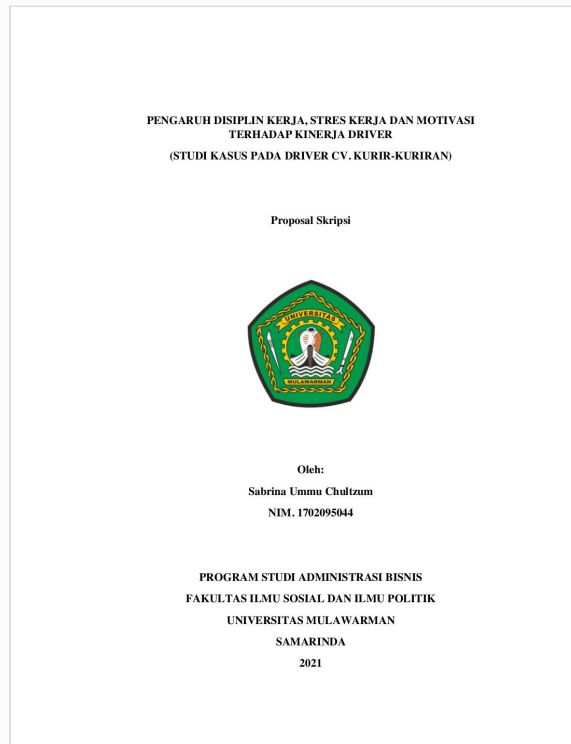 PENGARUH DISIPLIN KERJA, STRES KERJA DAN MOTIVASI
TERHADAP KINERJA DRIVER
(STUDI KASUS PADA DRIVER CV. KURIR-KURIRAN)
Proposal Skripsi
UNIVERSITAS
MULAWARMAN
Oleh:
Sabrina Ummu Chultzum
NIM. 1702095044
PROGRAM STUDI ADMINISTRASI BISNIS
FAKULTAS ILMU SOSIAL DAN ILMU POLITIK
UNIVERSITAS MULAWARMAN
SAMARINDA
2021